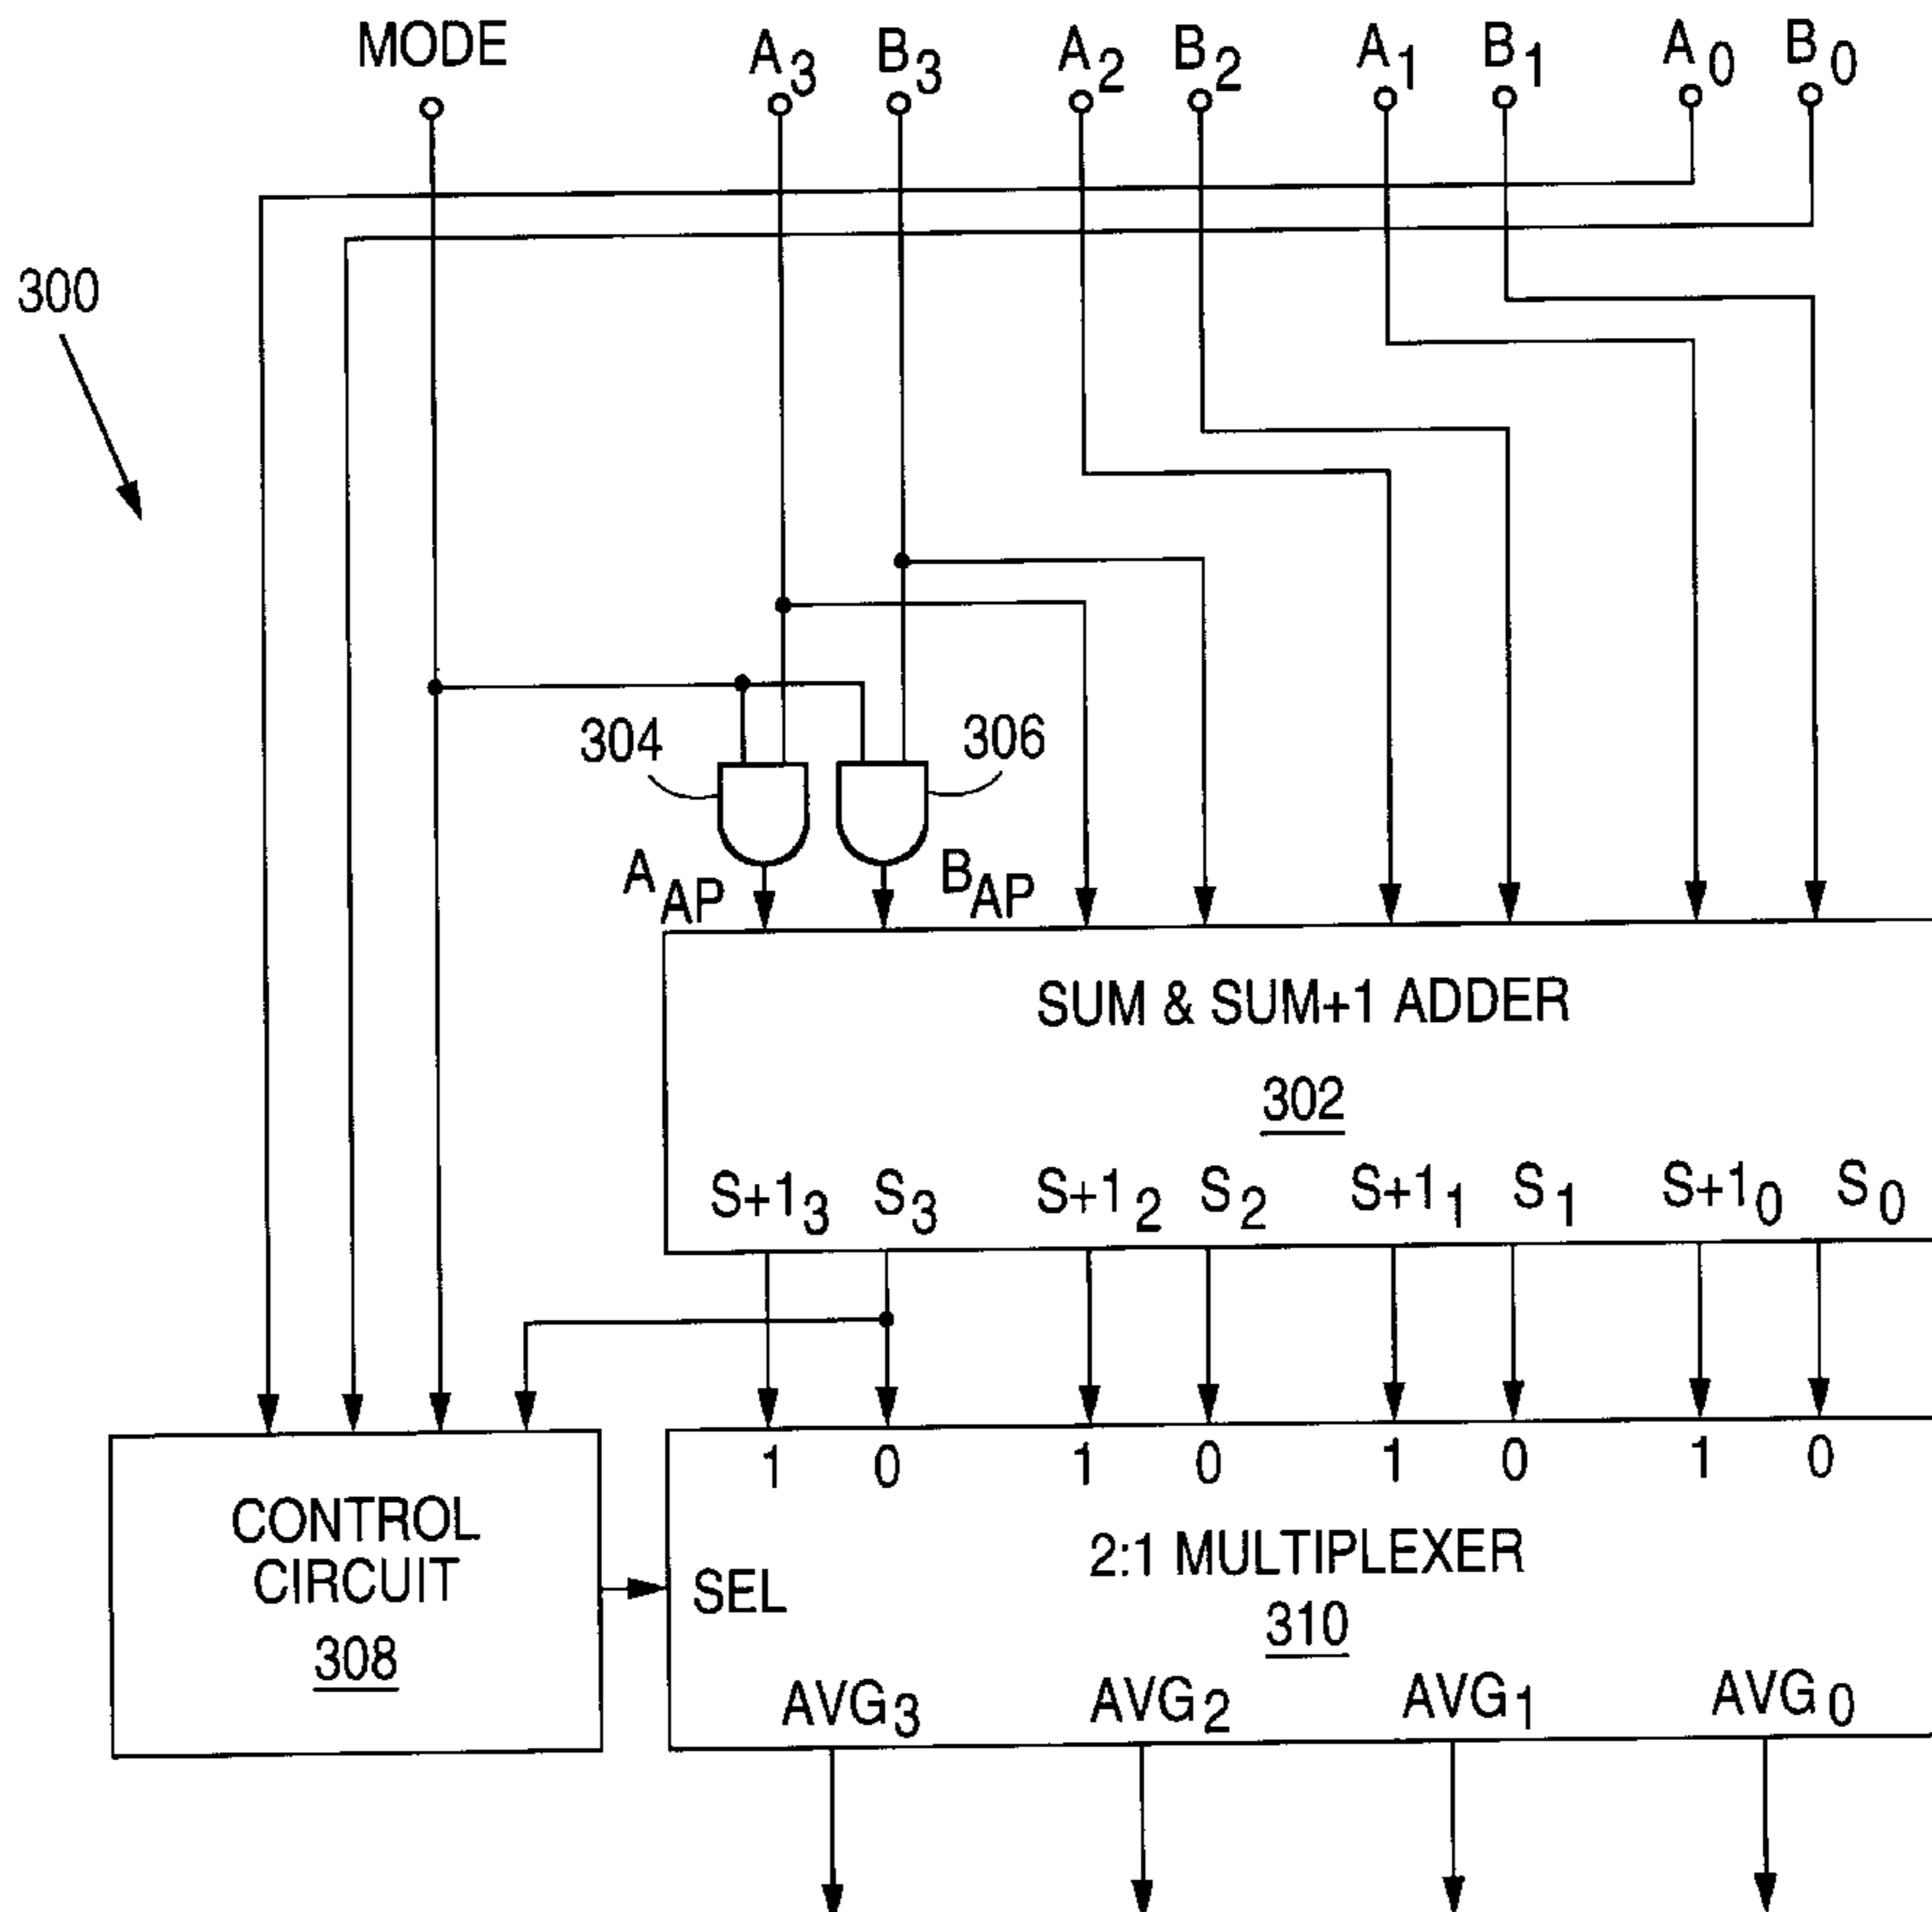 MODE A3 B3 A2 B2 A1 B1 A0 B0
300
304 306
AAP BAP
SUM & SUM+1 ADDER
302
S+13 S3 S+12 S2 S+11 S1 S+10 S0
1 0 1 0 1 0 1 0
CONTROL
CIRCUIT
308
SEL
2:1 MULTIPLEXER
310
AVG3 AVG2 AVG1 AVG0